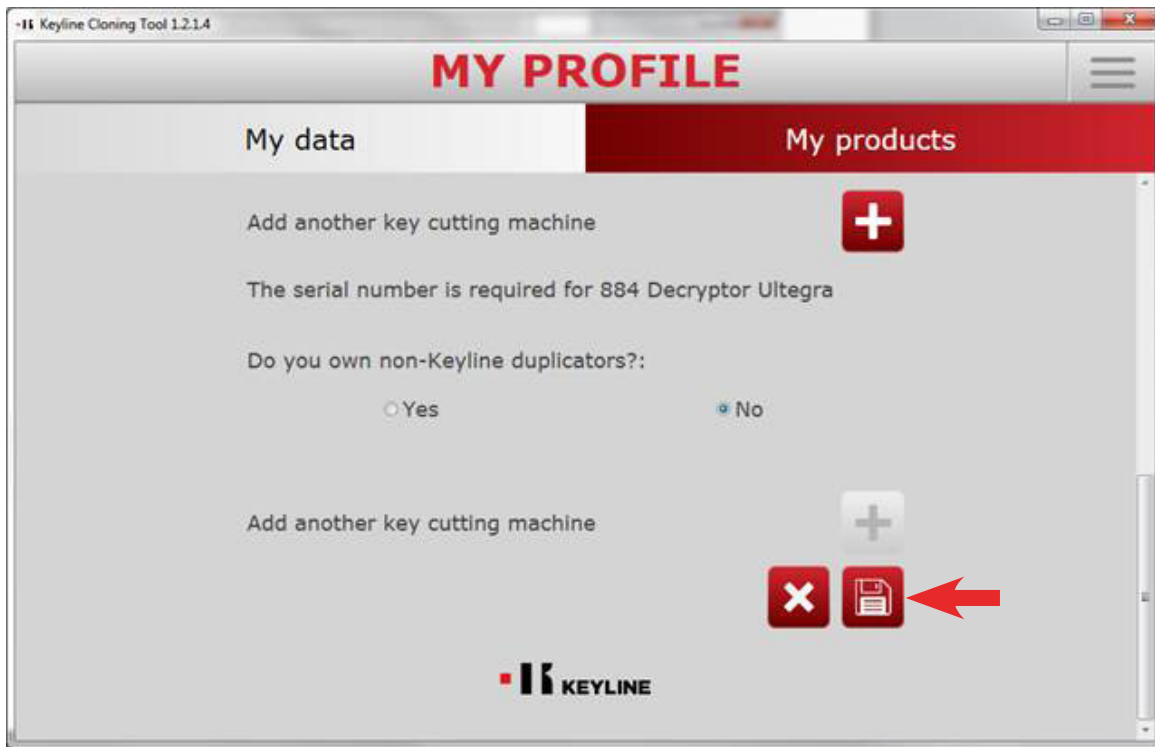 Keyline Cloning Tool 1.2.1.4
MY PROFILE
My data
My products
Add another key cutting machine
The serial number is required for 884 Decryptor Ultegra
Do you own non-Keyline duplicators?:
Yes
No
Add another key cutting machine
KEYLINE